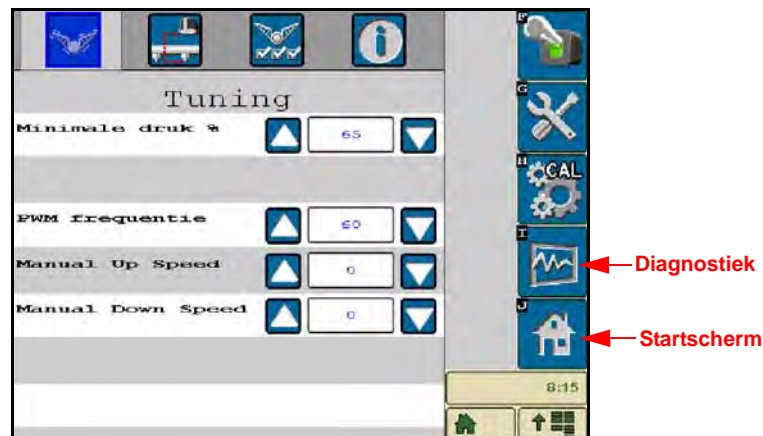 F
Tuning
Minimale druk %
65
G
H
CAL
PWM frequentie
60
I
Manual Up Speed
0
Diagnostiek
Manual Down Speed
0
J
Startscherm
8:15